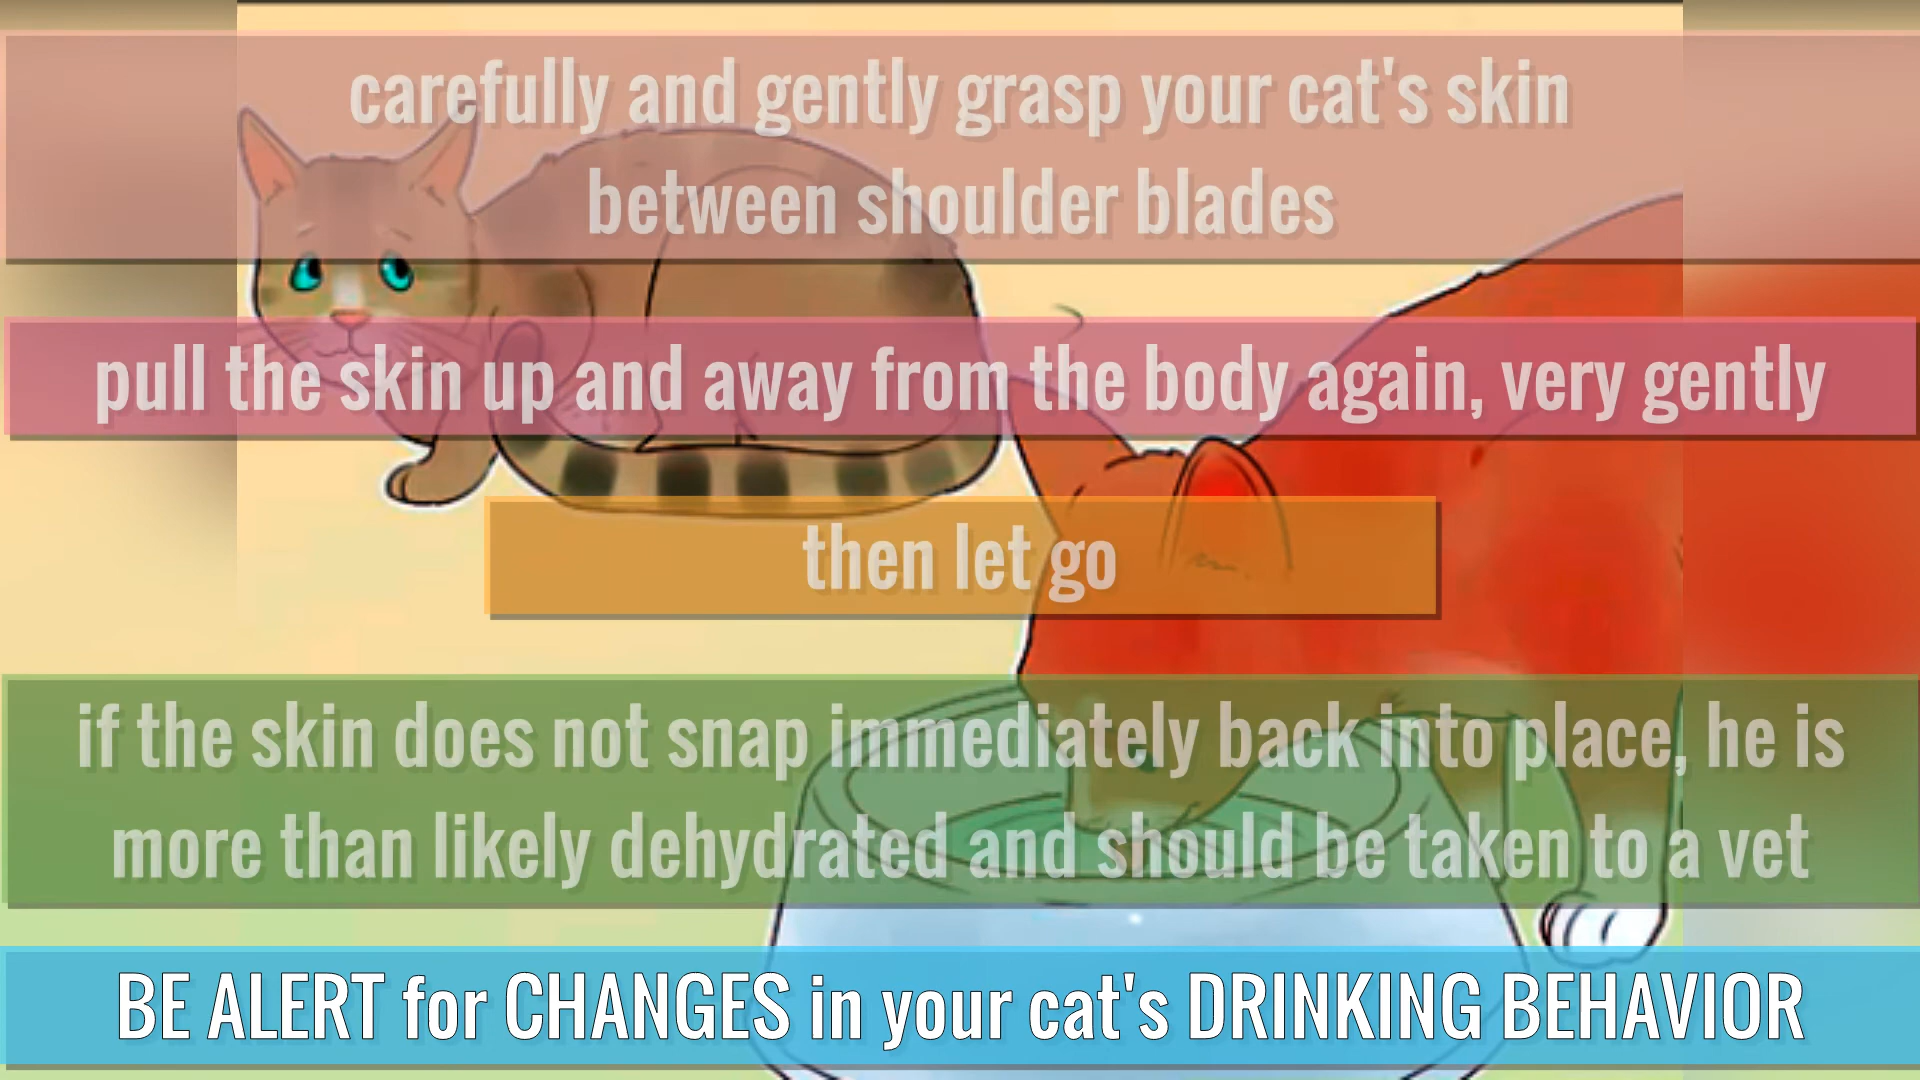 carefully and gently grasp your cat's skin
between shoulder blades
pull the skin up and away from the body again, very gently
then let go
if the skin does not snap immediately back into place, he is
more than likely dehydrated and should be taken to a vet
BE ALERT for CHANGES in your cat's DRINKING BEHAVIOR